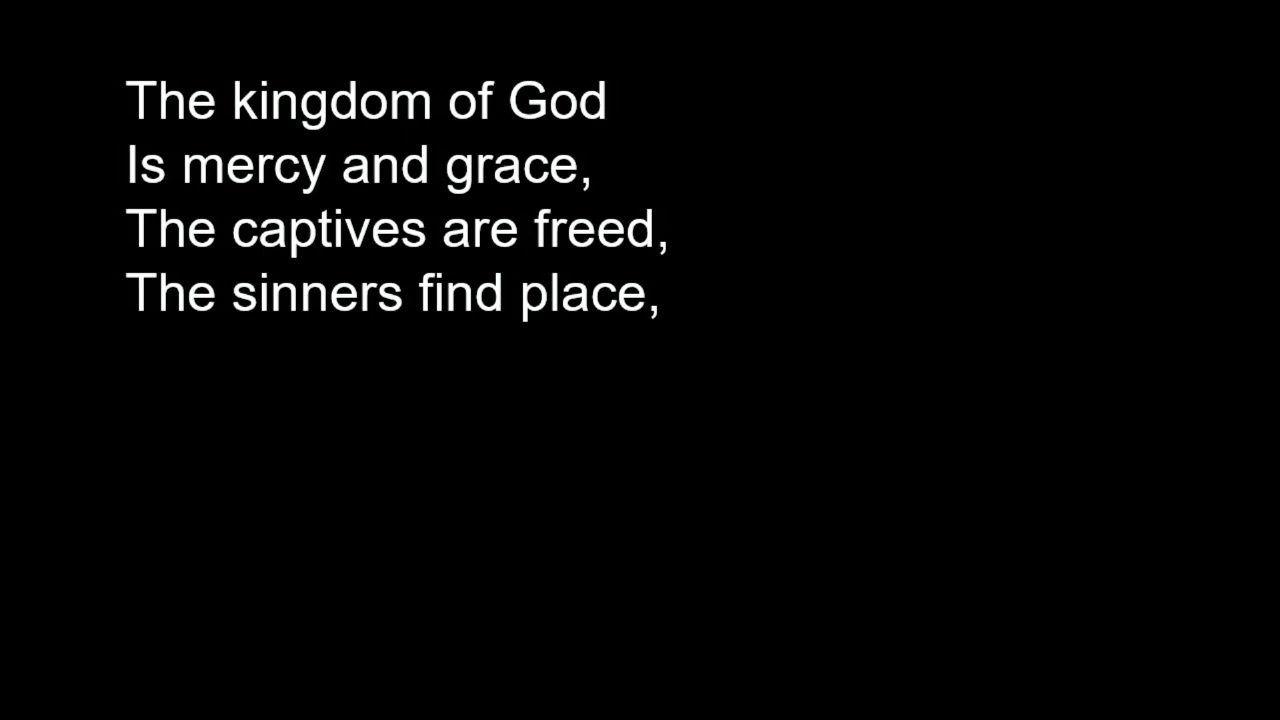 The kingdom of God
Is mercy and grace,
The captives are freed,
The sinners find place,